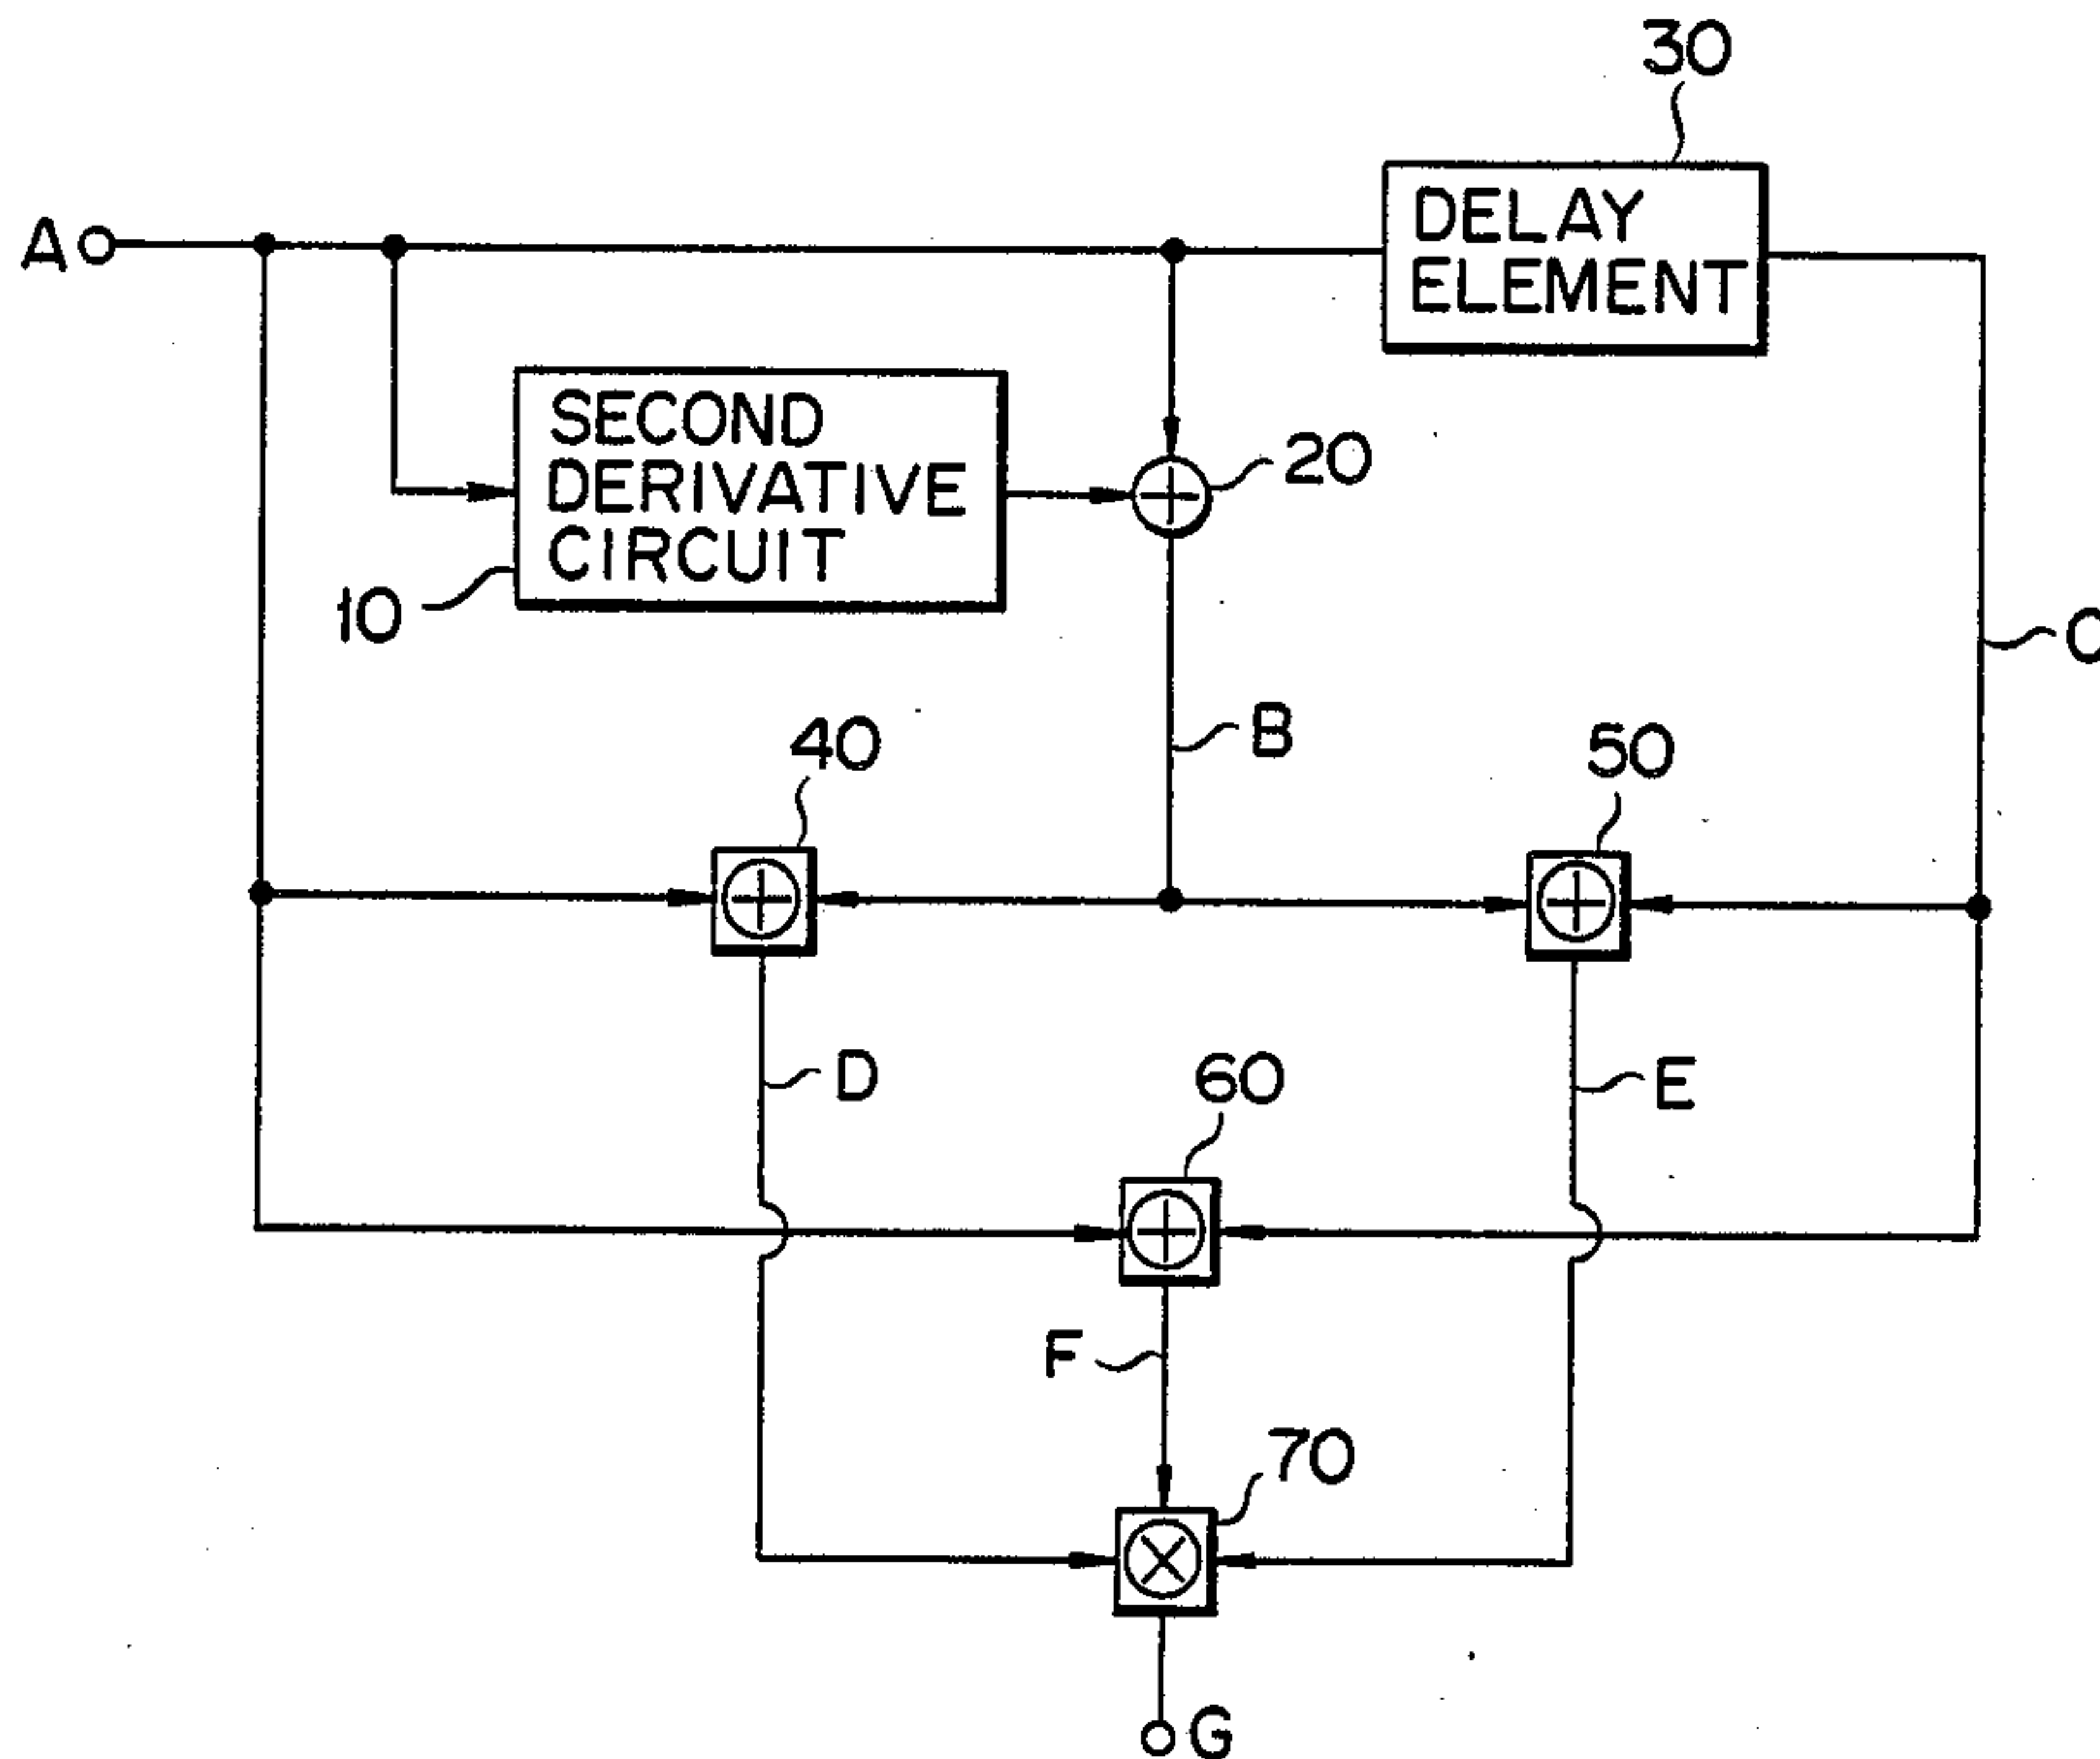 30
A
DELAY
ELEMENT
SECOND
DERIVATIVE
CIRCUIT
20
10
B
40
50
D
E
60
F
70
G